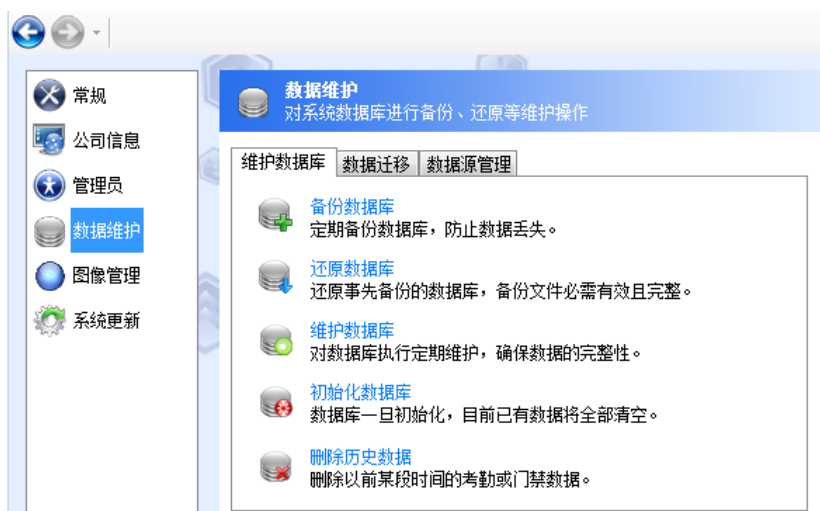 常规
公司信息
管理员
数据维护
图像管理
系统更新
数据维护
对系统数据库进行备份、还原等维护操作
维护数据库
数据迁移
数据源管理
备份数据库
定期备份数据库，防止数据丢失。
还原数据库
还原事先备份的数据库，备份文件必需有效且完整。
维护数据库
对数据库执行定期维护，确保数据的完整性。
初始化数据库
数据库一旦初始化，目前已有数据将全部清空。
删除历史数据
删除以前某段时间的考勤或门禁数据。